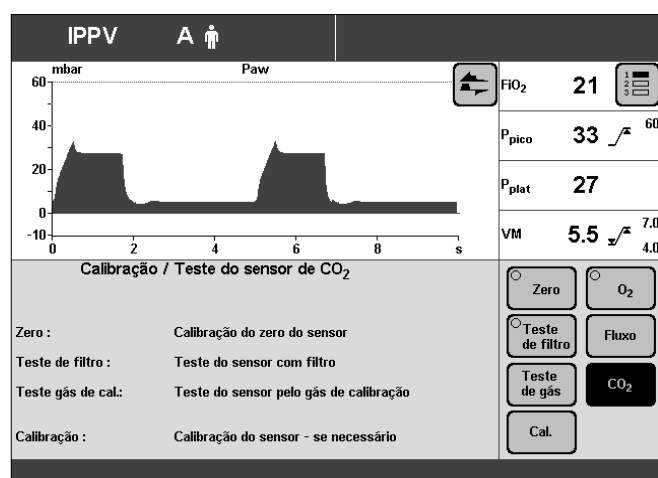 IPPV A
mbar Paw
60
40
20
0
-10
0 2 4 6 8 s
FiO2 21
1
2
3
Ppico 33 60
Pplat 27
VM 5.5 7.0
4.0
Calibração / Teste do sensor de CO2
Zero : Calibração do zero do sensor
Teste de filtro : Teste do sensor com filtro
Teste gás de cal.: Teste do sensor pelo gás de calibração
Calibração : Calibração do sensor - se necessário
Zero O2
Teste
de filtro
Fluxo
Teste
de gás
CO2
Cal.